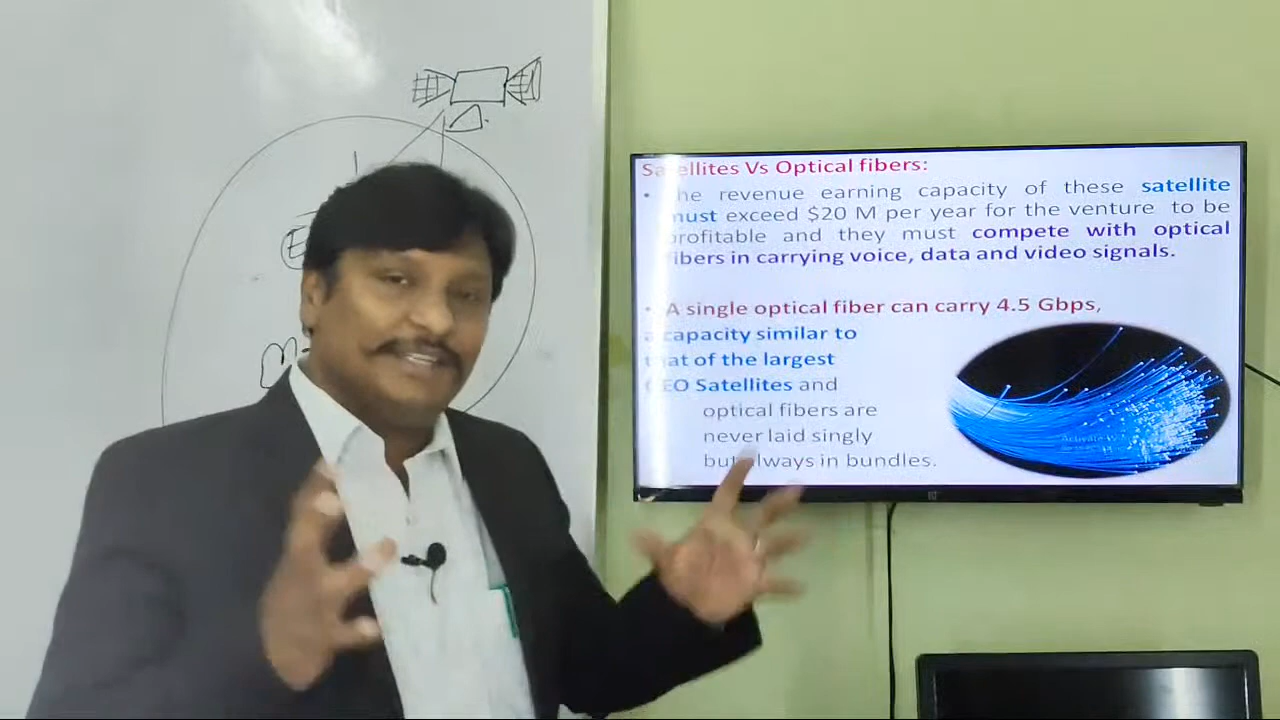 Satellites Vs Optical fibers:
• The revenue earning capacity of these satellite
must exceed $20 M per year for the venture to be
profitable and they must compete with optical
fibers in carrying voice, data and video signals.
• A single optical fiber can carry 4.5 Gbps,
a capacity similar to
that of the largest
GEO Satellites and
optical fibers are
never laid singly
but always in bundles.
E
M